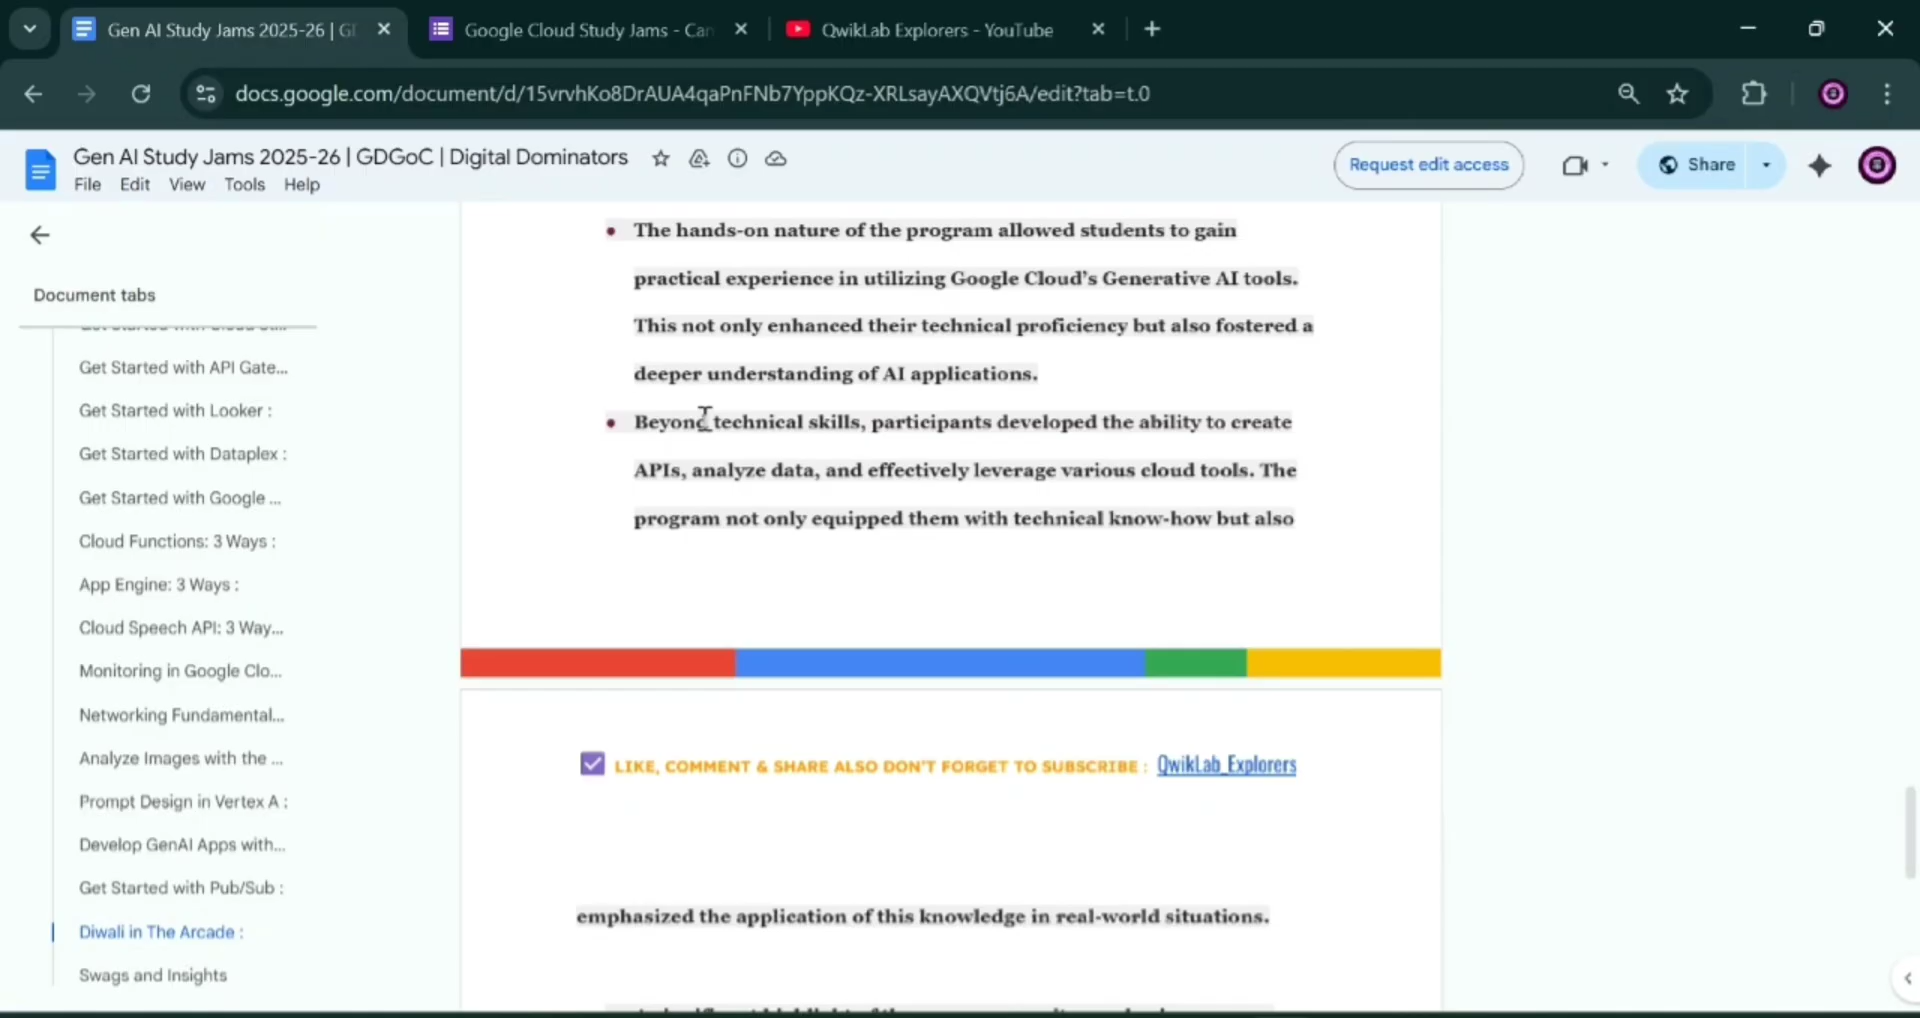 Gen AI Study Jams 2025-26 | GD
Google Cloud Study Jams - Can
QwikLab Explorers - YouTube
docs.google.com/document/d/15vrvhKo8DrAUA4qaPnFNb7YppKQz-XRLsayAXQVtj6A/edit?tab=t.0
Gen AI Study Jams 2025-26 | GDGoC | Digital Dominators
File Edit View Tools Help
Request edit access
Share
Document tabs
Get Started with API Gate...
Get Started with Looker :
Get Started with Dataplex :
Get Started with Google ...
Cloud Functions: 3 Ways :
App Engine: 3 Ways :
Cloud Speech API: 3 Way...
Monitoring in Google Clo...
Networking Fundamental...
Analyze Images with the ...
Prompt Design in Vertex A :
Develop GenAI Apps with...
Get Started with Pub/Sub :
Diwali in The Arcade :
Swags and Insights
• The hands-on nature of the program allowed students to gain
practical experience in utilizing Google Cloud's Generative AI tools.
This not only enhanced their technical proficiency but also fostered a
deeper understanding of AI applications.
• Beyond technical skills, participants developed the ability to create
APIs, analyze data, and effectively leverage various cloud tools. The
program not only equipped them with technical know-how but also
LIKE, COMMENT & SHARE ALSO DON'T FORGET TO SUBSCRIBE : QwikLab_Explorers
emphasized the application of this knowledge in real-world situations.